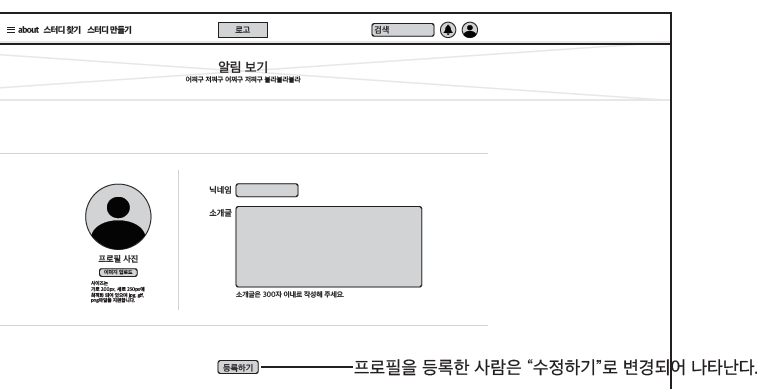 ☰ about 스터디 찾기 스터디 만들기 로고 검색
알림 보기
어쩌구 저쩌구 어쩌구 저쩌구 블라블라블라
닉네임
소개글
프로필 사진
이미지 업로드
사이즈는
가로 200px, 세로 250px에
최적화 되어 있으며 jpg, gif,
png파일을 지원합니다.
소개글은 300자 이내로 작성해 주세요.
등록하기 프로필을 등록한 사람은 “수정하기”로 변경되어 나타난다.